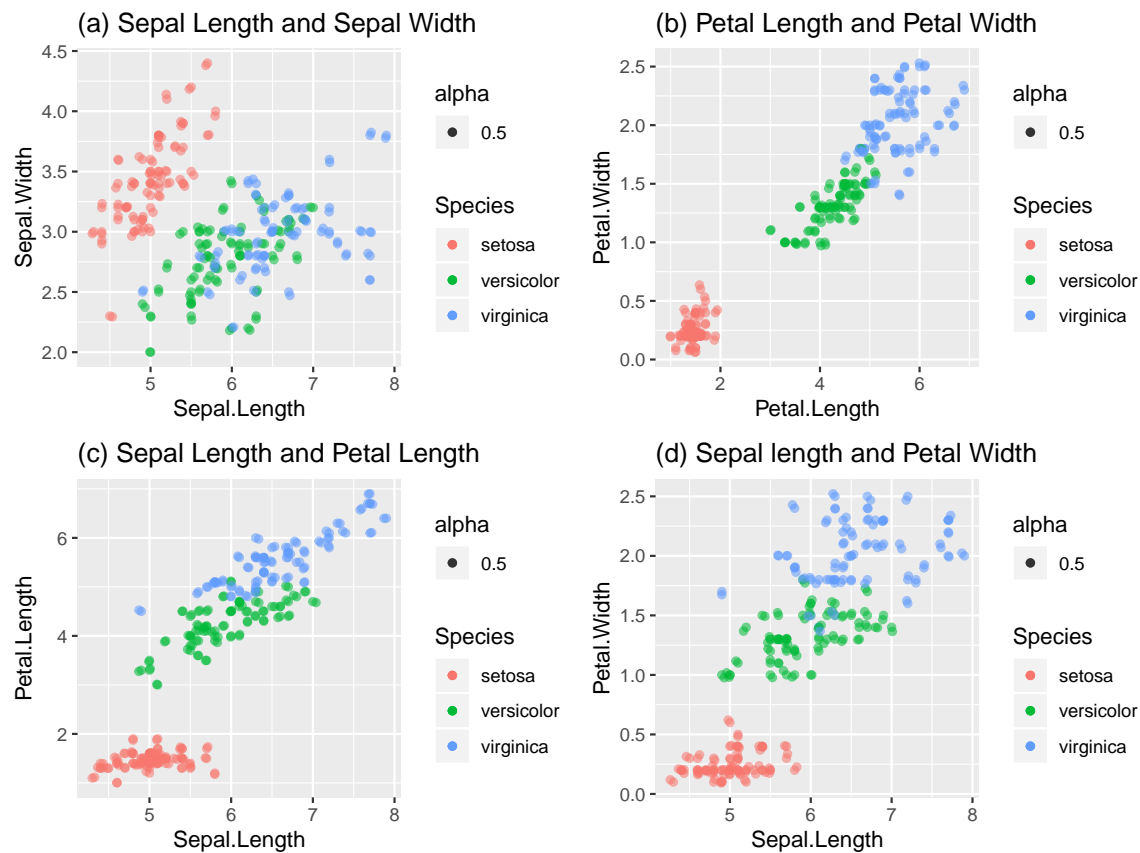 (a) Sepal Length and Sepal Width
4.5
4.0
3.5
3.0
2.5
2.0
Sepal.Width
5
6
7
8
Sepal.Length
alpha
0.5
Species
setosa
versicolor
virginica
(b) Petal Length and Petal Width
2.5
2.0
1.5
1.0
0.5
0.0
Petal.Width
2
4
6
Petal.Length
alpha
0.5
Species
setosa
versicolor
virginica
(c) Sepal Length and Petal Length
6
4
2
Petal.Length
5
6
7
8
Sepal.Length
alpha
0.5
Species
setosa
versicolor
virginica
(d) Sepal length and Petal Width
2.5
2.0
1.5
1.0
0.5
0.0
Petal.Width
5
6
7
8
Sepal.Length
alpha
0.5
Species
setosa
versicolor
virginica